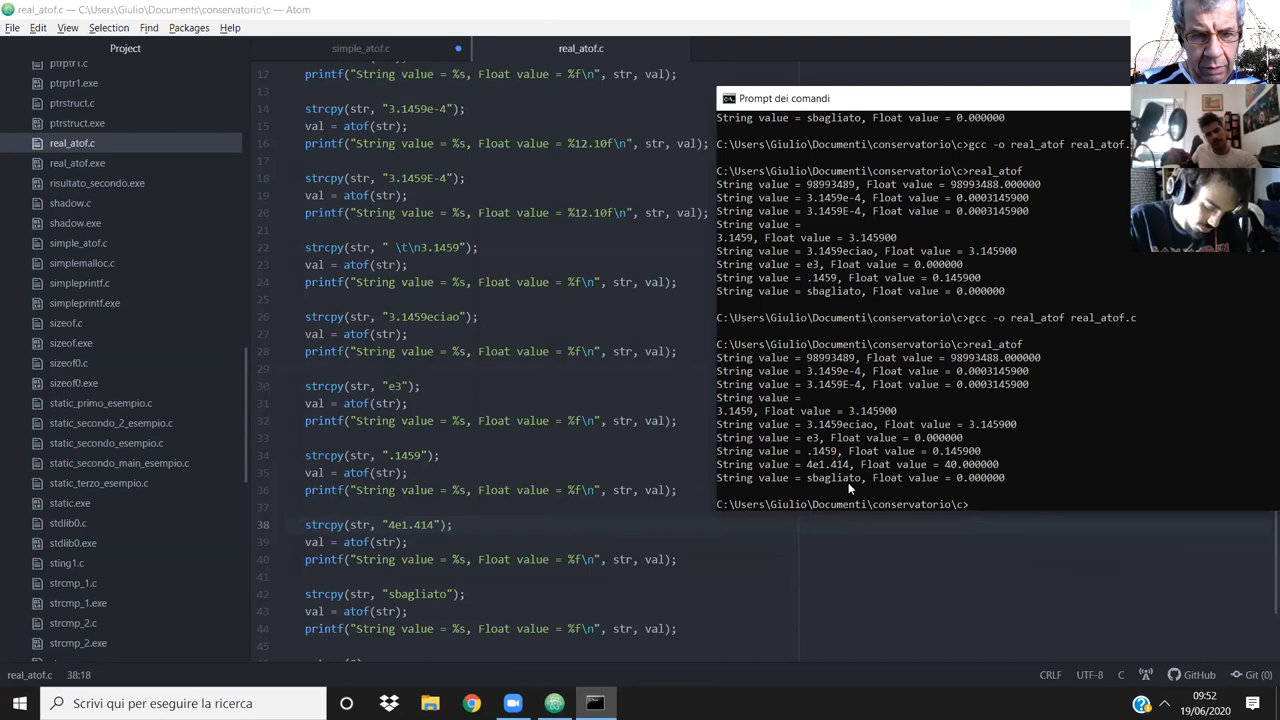 real_atof.c — C:\Users\Giulio\Documents\conservatorio\c — Atom
File Edit View Selection Find Packages Help
Project
simple_atof.c
real_atof.c
ptrptr1.c
ptrptr1.exe
ptrstruct.c
ptrstruct.exe
real_atof.c
real_atof.exe
risultato_secondo.exe
shadow.c
shadow.exe
simple_atof.c
simplemalloc.c
simpleprintf.c
simpleprintf.exe
sizeof.c
sizeof.exe
sizeof0.c
sizeof0.exe
static_primo_esempio.c
static_secondo_2_esempio.c
static_secondo_esempio.c
static_secondo_main_esempio.c
static_terzo_esempio.c
static.exe
stdlib0.c
stdlib0.exe
sting1.c
strcmp_1.c
strcmp_1.exe
strcmp_2.c
strcmp_2.exe
12 printf("String value = %s, Float value = %f\n", str, val);
13
14 strcpy(str, "3.1459e-4");
15 val = atof(str);
16 printf("String value = %s, Float value = %12.10f\n", str, val);
17
18 strcpy(str, "3.1459E-4");
19 val = atof(str);
20 printf("String value = %s, Float value = %12.10f\n", str, val);
21
22 strcpy(str, " \t\n3.1459");
23 val = atof(str);
24 printf("String value = %s, Float value = %f\n", str, val);
25
26 strcpy(str, "3.1459eciao");
27 val = atof(str);
28 printf("String value = %s, Float value = %f\n", str, val);
29
30 strcpy(str, "e3");
31 val = atof(str);
32 printf("String value = %s, Float value = %f\n", str, val);
33
34 strcpy(str, ".1459");
35 val = atof(str);
36 printf("String value = %s, Float value = %f\n", str, val);
37
38 strcpy(str, "4e1.414");
39 val = atof(str);
40 printf("String value = %s, Float value = %f\n", str, val);
41
42 strcpy(str, "sbagliato");
43 val = atof(str);
44 printf("String value = %s, Float value = %f\n", str, val);
45
Prompt dei comandi
String value = sbagliato, Float value = 0.000000
C:\Users\Giulio\Documenti\conservatorio\c>gcc -o real_atof real_atof.
C:\Users\Giulio\Documenti\conservatorio\c>real_atof
String value = 98993489, Float value = 98993488.000000
String value = 3.1459e-4, Float value = 0.0003145900
String value = 3.1459E-4, Float value = 0.0003145900
String value =
3.1459, Float value = 3.145900
String value = 3.1459eciao, Float value = 3.145900
String value = e3, Float value = 0.000000
String value = .1459, Float value = 0.145900
String value = sbagliato, Float value = 0.000000
C:\Users\Giulio\Documenti\conservatorio\c>gcc -o real_atof real_atof.c
C:\Users\Giulio\Documenti\conservatorio\c>real_atof
String value = 98993489, Float value = 98993488.000000
String value = 3.1459e-4, Float value = 0.0003145900
String value = 3.1459E-4, Float value = 0.0003145900
String value =
3.1459, Float value = 3.145900
String value = 3.1459eciao, Float value = 3.145900
String value = e3, Float value = 0.000000
String value = .1459, Float value = 0.145900
String value = 4e1.414, Float value = 40.000000
String value = sbagliato, Float value = 0.000000
C:\Users\Giulio\Documenti\conservatorio\c>
real_atof.c 38:18
CRLF UTF-8 C GitHub Git (0)
Scrivi qui per eseguire la ricerca
09:52
19/06/2020